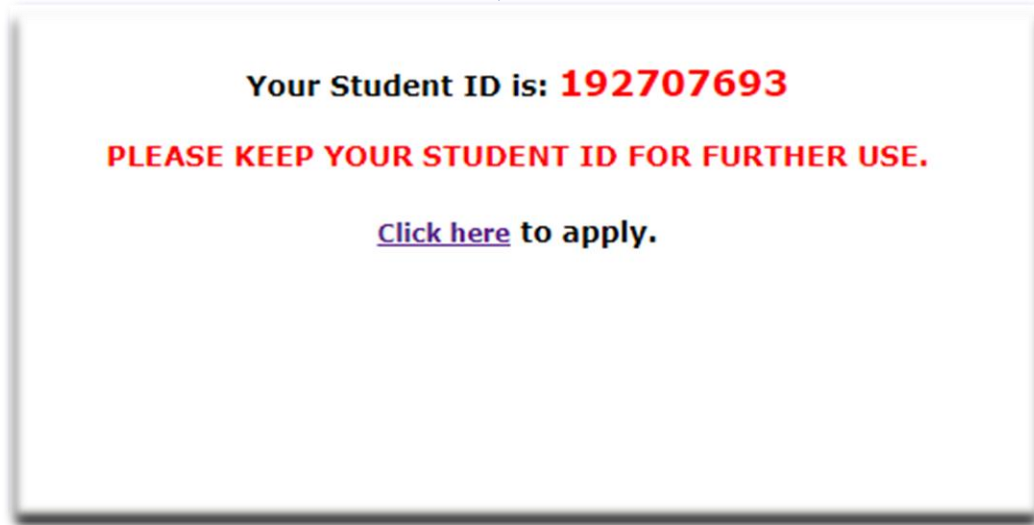 Your Student ID is: 192707693
PLEASE KEEP YOUR STUDENT ID FOR FURTHER USE.
Click here to apply.